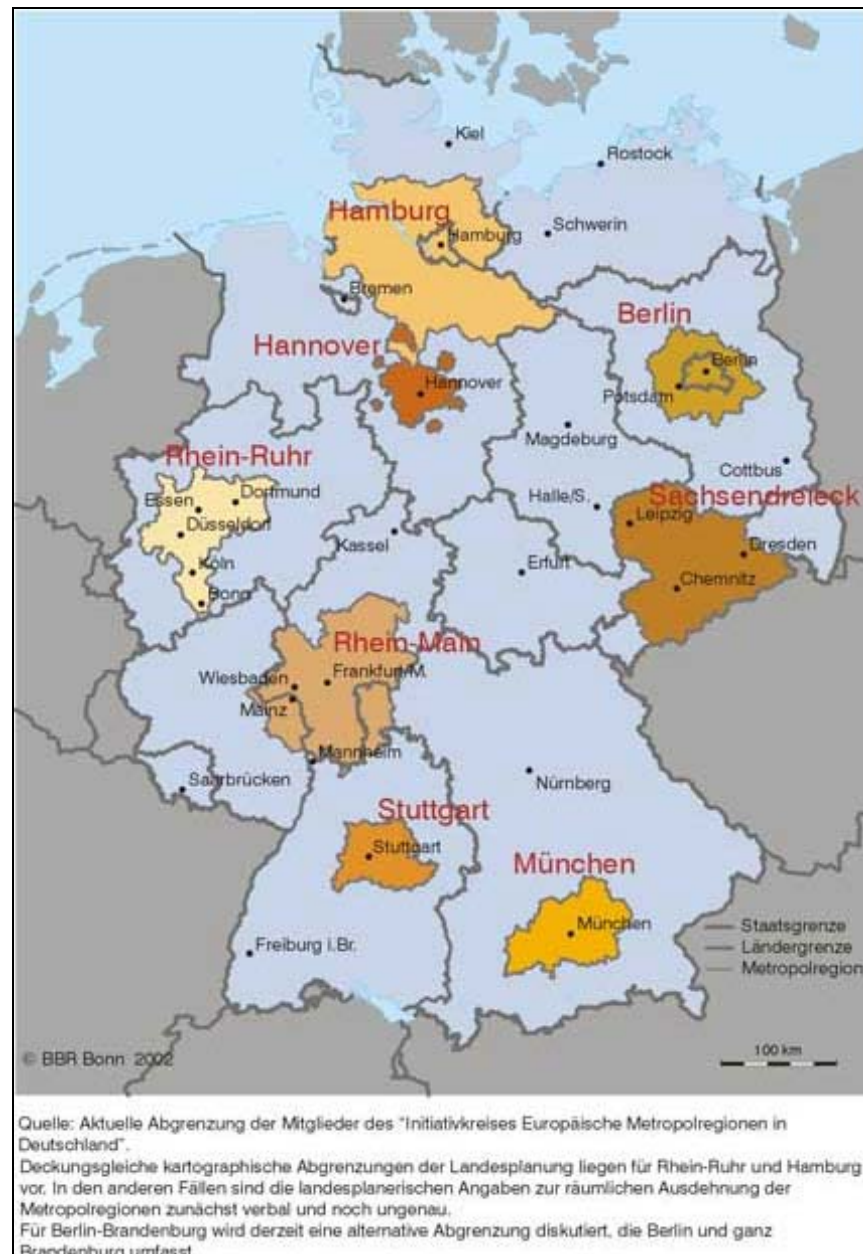 Kiel
Rostock
Hamburg
Hamburg
Schwerin
Bremen
Berlin
Hannover
Berlin
Hannover
Potsdam
Magdeburg
Rhein-Ruhr
Cottbus
Essen
Dortmund
Halle/S.
Sachsendreieck
Leipzig
Düsseldorf
Kassel
Dresden
Köln
Erfurt
Chemnitz
Bonn
Rhein-Main
Wiesbaden
Frankfurt/M.
Mainz
Mannheim
Saarbrücken
Nürnberg
Stuttgart
Stuttgart
München
München
Staatsgrenze
Freiburg i.Br.
Ländergrenze
Metropolregion
100 km
© BBR Bonn 2002
Quelle: Aktuelle Abgrenzung der Mitglieder des "Initiativkreises Europäische Metropolregionen in
Deutschland".
Deckungsgleiche kartographische Abgrenzungen der Landesplanung liegen für Rhein-Ruhr und Hamburg
vor. In den anderen Fällen sind die landesplanerischen Angaben zur räumlichen Ausdehnung der
Metropolregionen zunächst verbal und noch ungenau.
Für Berlin-Brandenburg wird derzeit eine alternative Abgrenzung diskutiert, die Berlin und ganz
Brandenburg umfasst